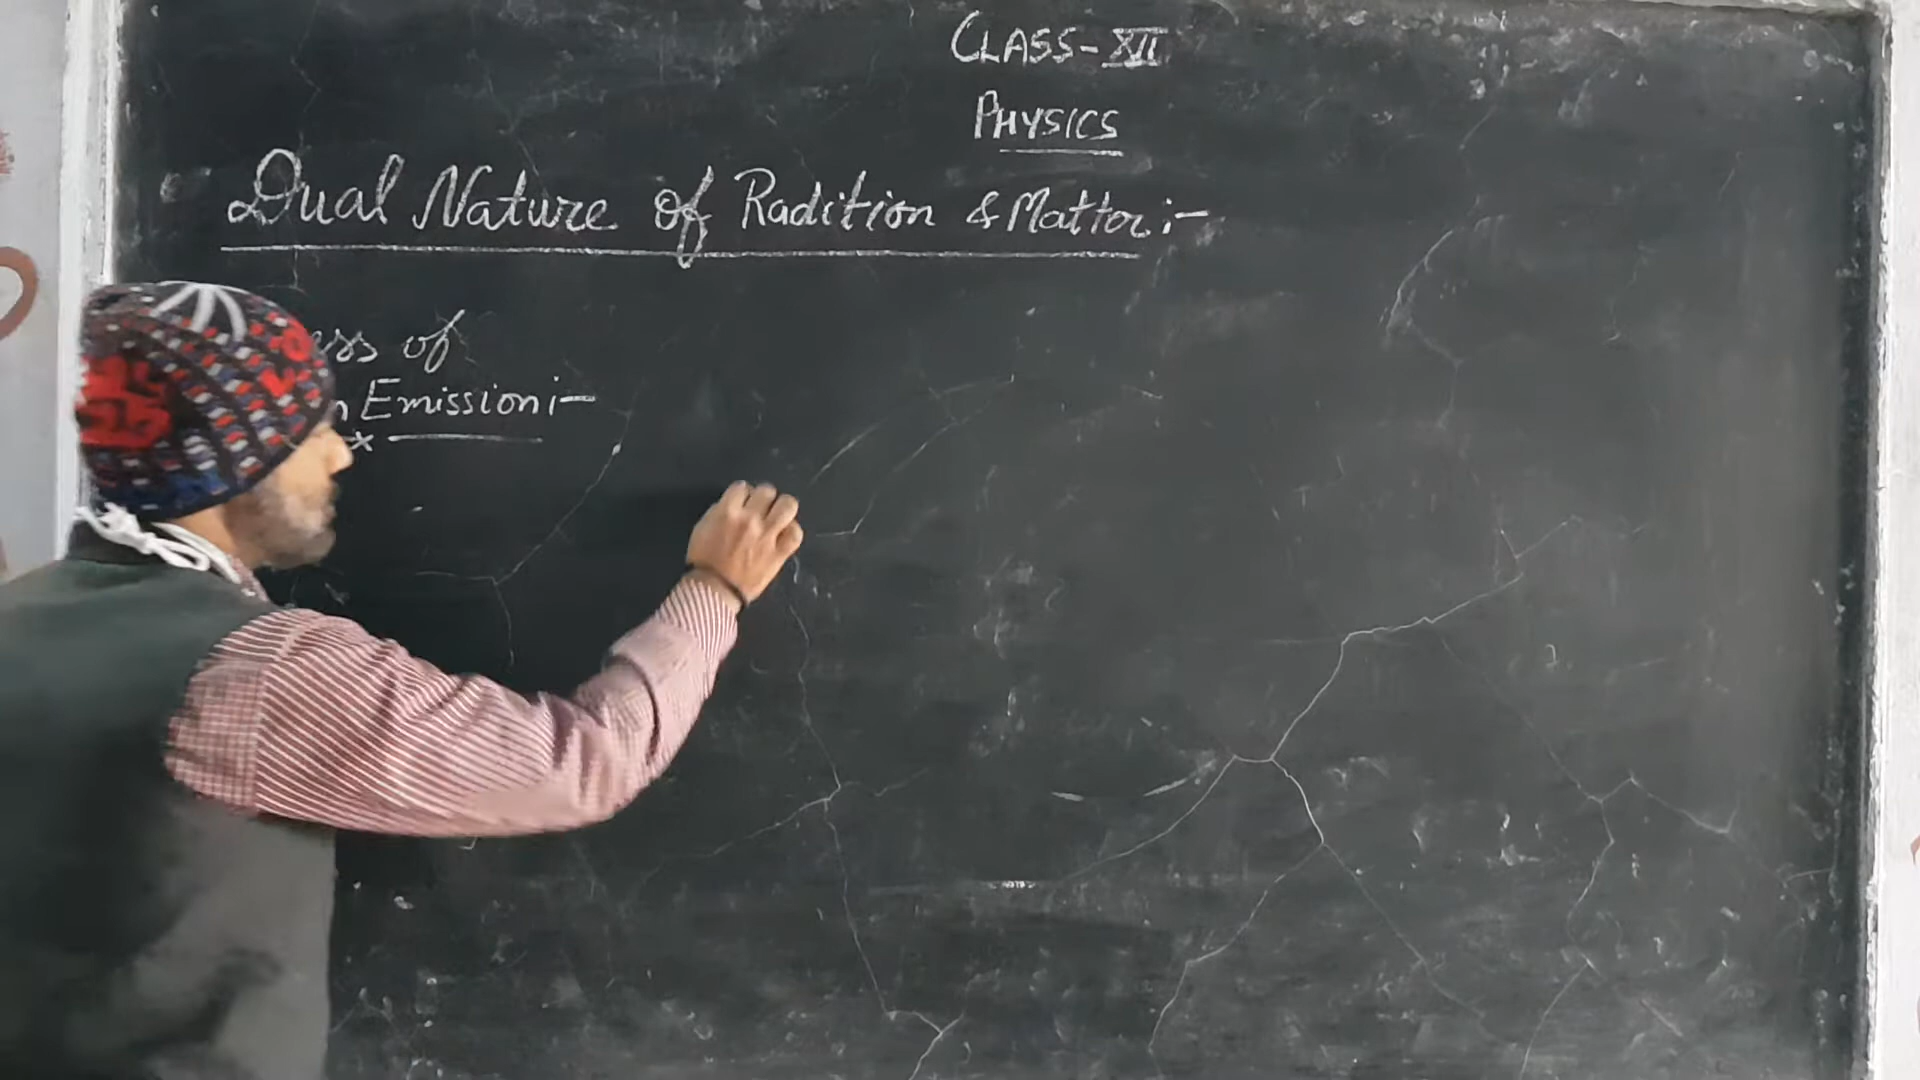 CLASS-XII
PHYSICS
Dual Nature of Radition & Mattor:-
of
Emission:-